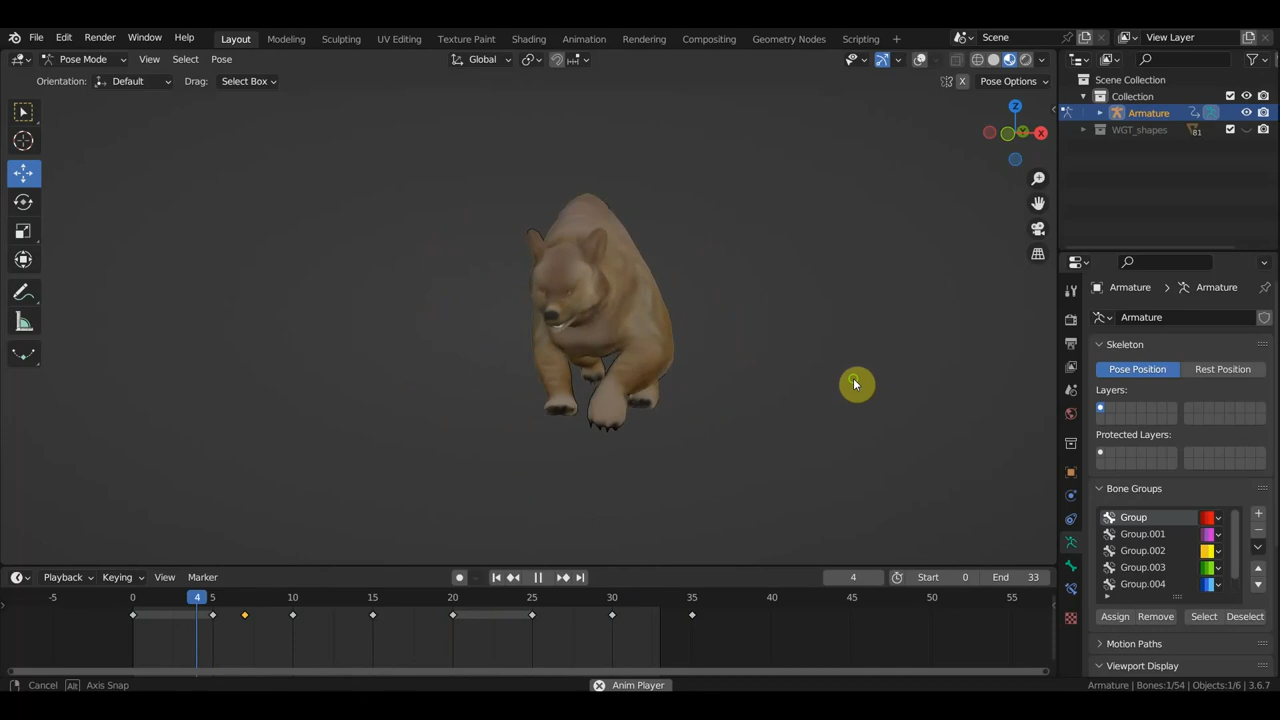 File Edit Render Window Help Layout Modeling Sculpting UV Editing Texture Paint Shading Animation Rendering Compositing Geometry Nodes Scripting + Scene View Layer
Pose Mode View Select Pose Global
Orientation: Default Drag: Select Box X Pose Options
Scene Collection
Collection
Armature
WGT_shapes 81
Z
Y
X
Armature > Armature
Armature
Skeleton
Pose Position Rest Position
Layers:
Protected Layers:
Bone Groups
Group
Group.001
Group.002
Group.003
Group.004
Assign Remove Select Deselect
Motion Paths
Viewport Display
Playback Keying View Marker 4 Start 0 End 33
-5 0 4 5 10 15 20 25 30 35 40 45 50 55
Cancel Alt Axis Snap Anim Player Armature | Bones:1/54 | Objects:1/6 | 3.6.7